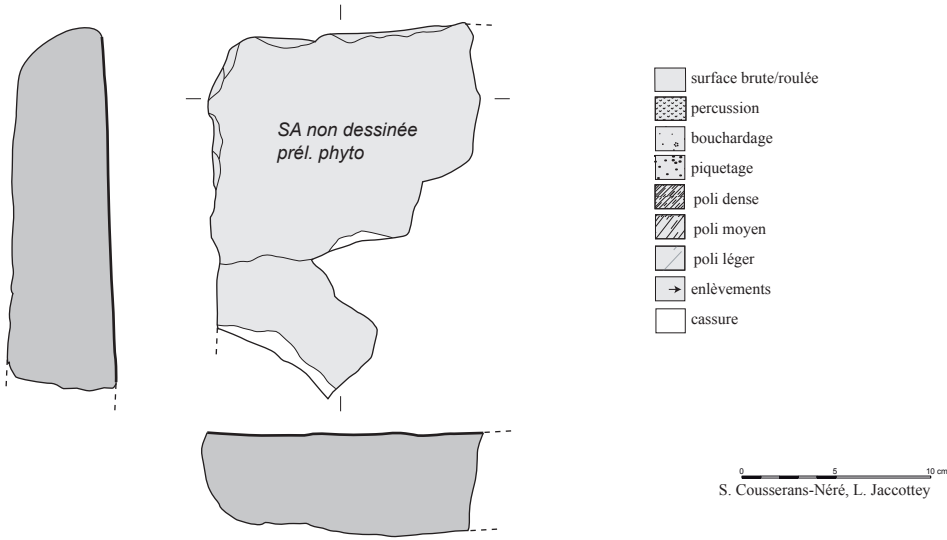 SA non dessinée
prél. phyto
surface brute/roulée
percussion
bouchardage
piquetage
poli dense
poli moyen
poli léger
enlèvements
cassure
0 5 10 cm
S. Cousserans-Néré, L. Jaccottey